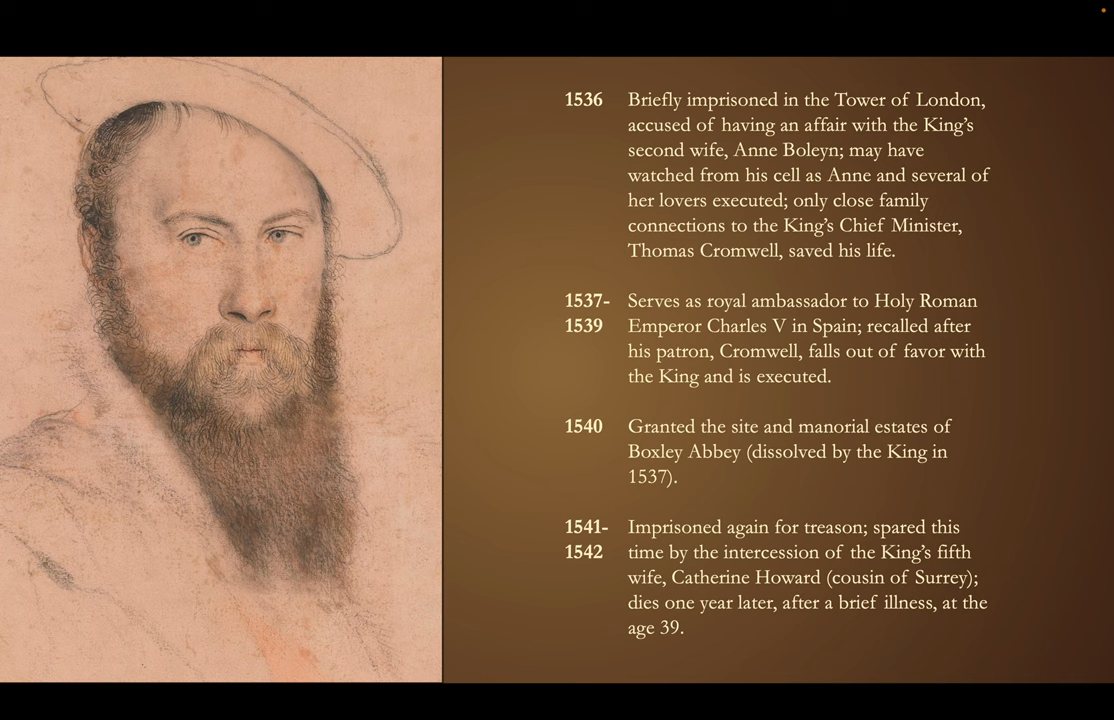 1536 Briefly imprisoned in the Tower of London,
accused of having an affair with the King's
second wife, Anne Boleyn; may have
watched from his cell as Anne and several of
her lovers executed; only close family
connections to the King's Chief Minister,
Thomas Cromwell, saved his life.
1537- Serves as royal ambassador to Holy Roman
1539 Emperor Charles V in Spain; recalled after
his patron, Cromwell, falls out of favor with
the King and is executed.
1540 Granted the site and manorial estates of
Boxley Abbey (dissolved by the King in
1537).
1541- Imprisoned again for treason; spared this
1542 time by the intercession of the King's fifth
wife, Catherine Howard (cousin of Surrey);
dies one year later, after a brief illness, at the
age 39.